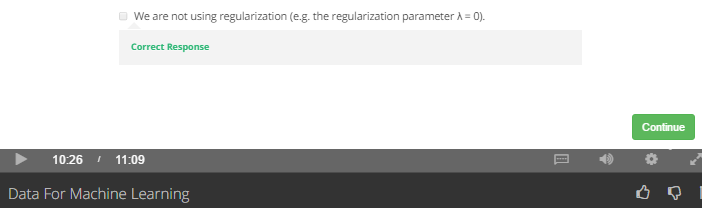 We are not using regularization (e.g. the regularization parameter λ = 0).
Correct Response
Continue
10:26 / 11:09
Data For Machine Learning